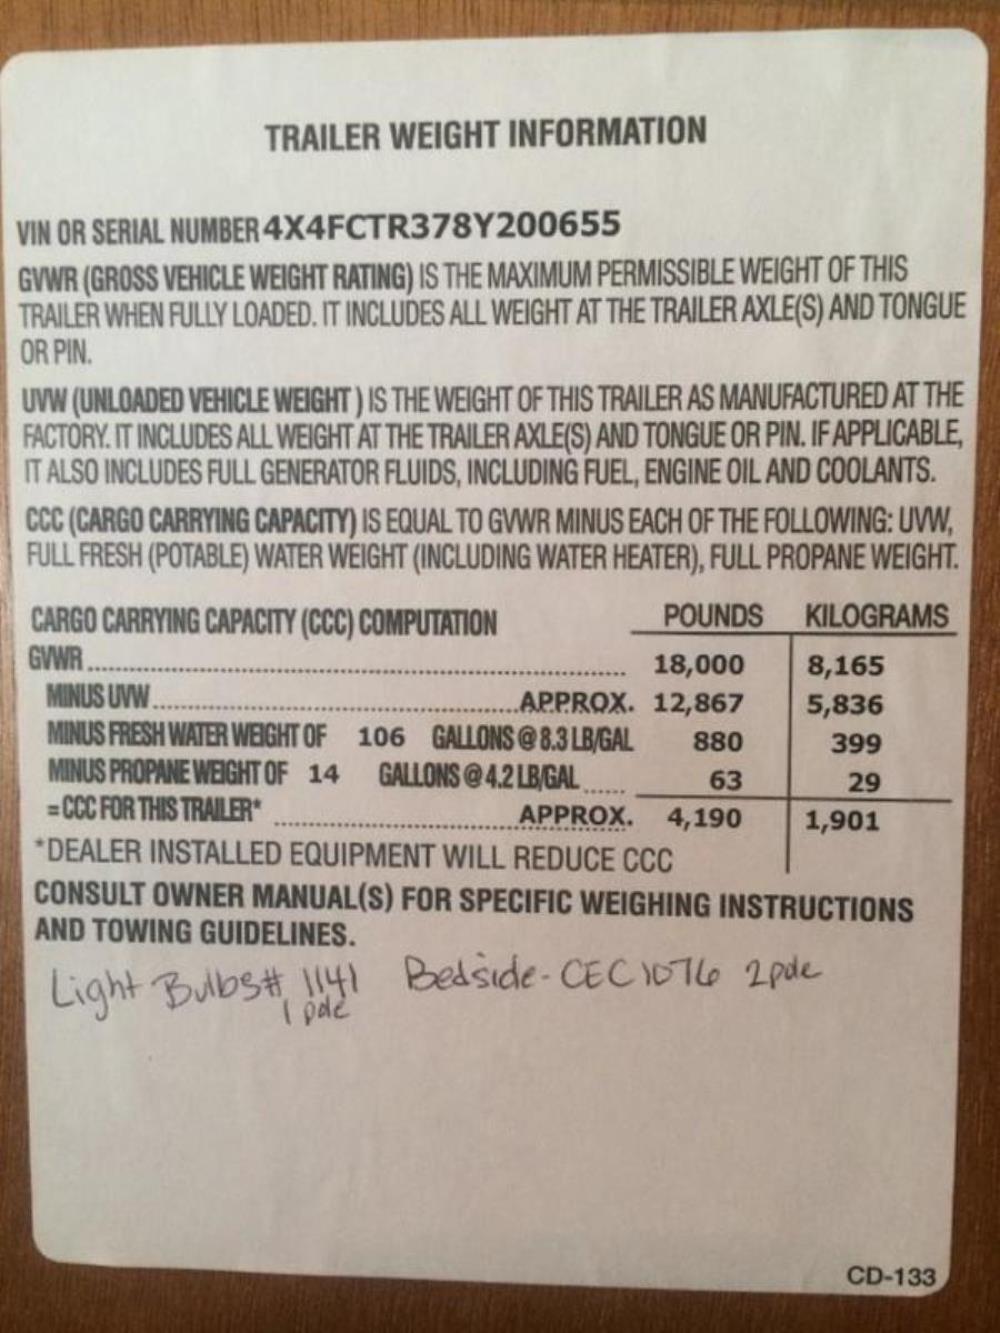 TRAILER WEIGHT INFORMATION
VIN OR SERIAL NUMBER 4X4FCTR378Y200655
GVWR (GROSS VEHICLE WEIGHT RATING) IS THE MAXIMUM PERMISSIBLE WEIGHT OF THIS
TRAILER WHEN FULLY LOADED. IT INCLUDES ALL WEIGHT AT THE TRAILER AXLE(S) AND TONGUE
OR PIN.
UVW (UNLOADED VEHICLE WEIGHT ) IS THE WEIGHT OF THIS TRAILER AS MANUFACTURED AT THE
FACTORY. IT INCLUDES ALL WEIGHT AT THE TRAILER AXLE(S) AND TONGUE OR PIN. IF APPLICABLE,
IT ALSO INCLUDES FULL GENERATOR FLUIDS, INCLUDING FUEL, ENGINE OIL AND COOLANTS.
CCC (CARGO CARRYING CAPACITY) IS EQUAL TO GVWR MINUS EACH OF THE FOLLOWING: UVW,
FULL FRESH (POTABLE) WATER WEIGHT (INCLUDING WATER HEATER), FULL PROPANE WEIGHT.
CARGO CARRYING CAPACITY (CCC) COMPUTATION POUNDS KILOGRAMS
GVWR ........ 18,000 8,165
MINUS UVW ........ APPROX. 12,867 5,836
MINUS FRESH WATER WEIGHT OF 106 GALLONS @ 8.3 LB/GAL 880 399
MINUS PROPANE WEIGHT OF 14 GALLONS @ 4.2 LB/GAL ...... 63 29
= CCC FOR THIS TRAILER* ........ APPROX. 4,190 1,901
*DEALER INSTALLED EQUIPMENT WILL REDUCE CCC
CONSULT OWNER MANUAL(S) FOR SPECIFIC WEIGHING INSTRUCTIONS
AND TOWING GUIDELINES.
Light Bulbs# 1141 Bedside - CEC1076 2 pole
1 pole
CD-133